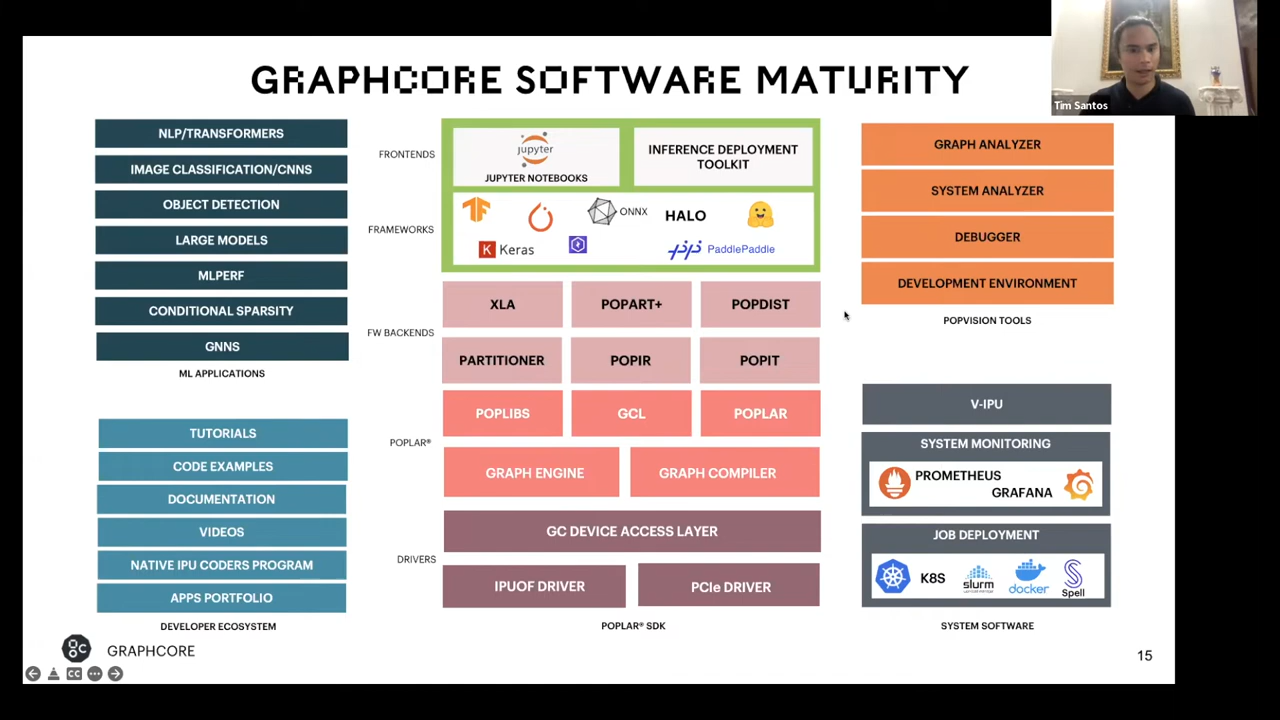 GRAPHCORE SOFTWARE MATURITY
Tim Santos
NLP/TRANSFORMERS
IMAGE CLASSIFICATION/CNNS
OBJECT DETECTION
LARGE MODELS
MLPERF
CONDITIONAL SPARSITY
GNNS
ML APPLICATIONS
TUTORIALS
CODE EXAMPLES
DOCUMENTATION
VIDEOS
NATIVE IPU CODERS PROGRAM
APPS PORTFOLIO
DEVELOPER ECOSYSTEM
FRONTENDS
jupyter
JUPYTER NOTEBOOKS
INFERENCE DEPLOYMENT
TOOLKIT
FRAMEWORKS
ONNX
HALO
K Keras
PaddlePaddle
FW BACKENDS
XLA
POPART+
POPDIST
PARTITIONER
POPIR
POPIT
POPLAR®
POPLIBS
GCL
POPLAR
GRAPH ENGINE
GRAPH COMPILER
DRIVERS
GC DEVICE ACCESS LAYER
IPUOF DRIVER
PCIe DRIVER
POPLAR® SDK
GRAPH ANALYZER
SYSTEM ANALYZER
DEBUGGER
DEVELOPMENT ENVIRONMENT
POPVISION TOOLS
V-IPU
SYSTEM MONITORING
PROMETHEUS
GRAFANA
JOB DEPLOYMENT
K8S
slurm
docker
Spell
SYSTEM SOFTWARE
GRAPHCORE
15